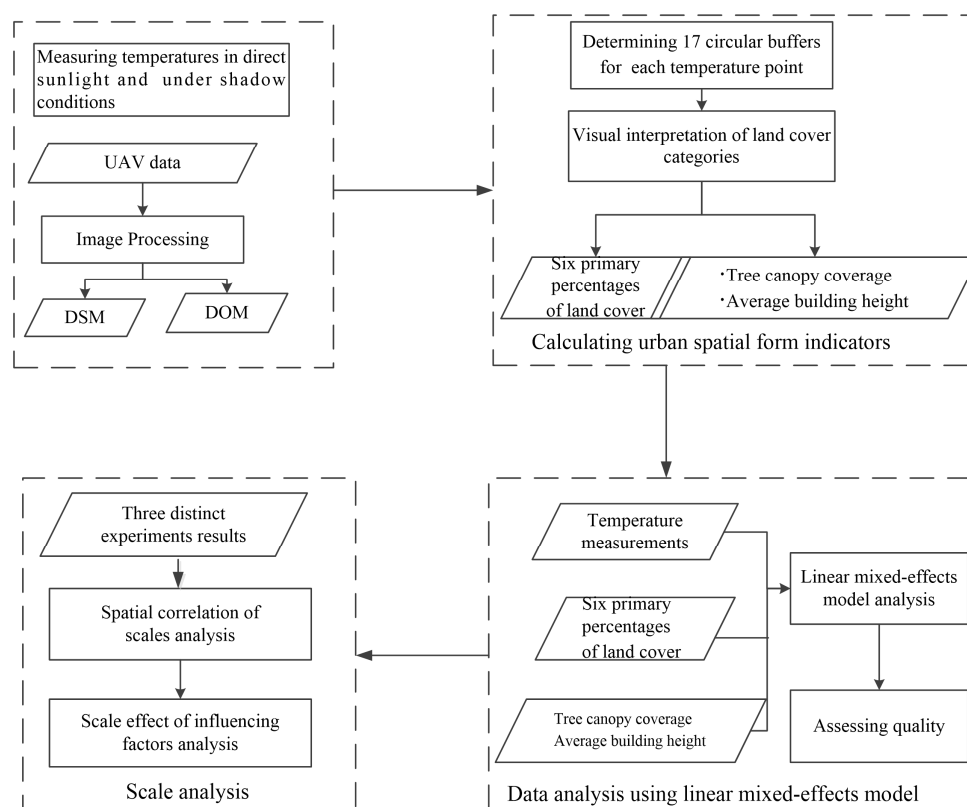 Measuring temperatures in direct
sunlight and under shadow
conditions
UAV data
Image Processing
DSM
DOM
Determining 17 circular buffers
for each temperature point
Visual interpretation of land cover
categories
Six primary
percentages
of land cover
·Tree canopy coverage
·Average building height
Calculating urban spatial form indicators
Three distinct
experiments results
Spatial correlation of
scales analysis
Scale effect of influencing
factors analysis
Scale analysis
Temperature
measurements
Six primary
percentages
of land cover
Tree canopy coverage
Average building height
Linear mixed-effects
model analysis
Assessing quality
Data analysis using linear mixed-effects model